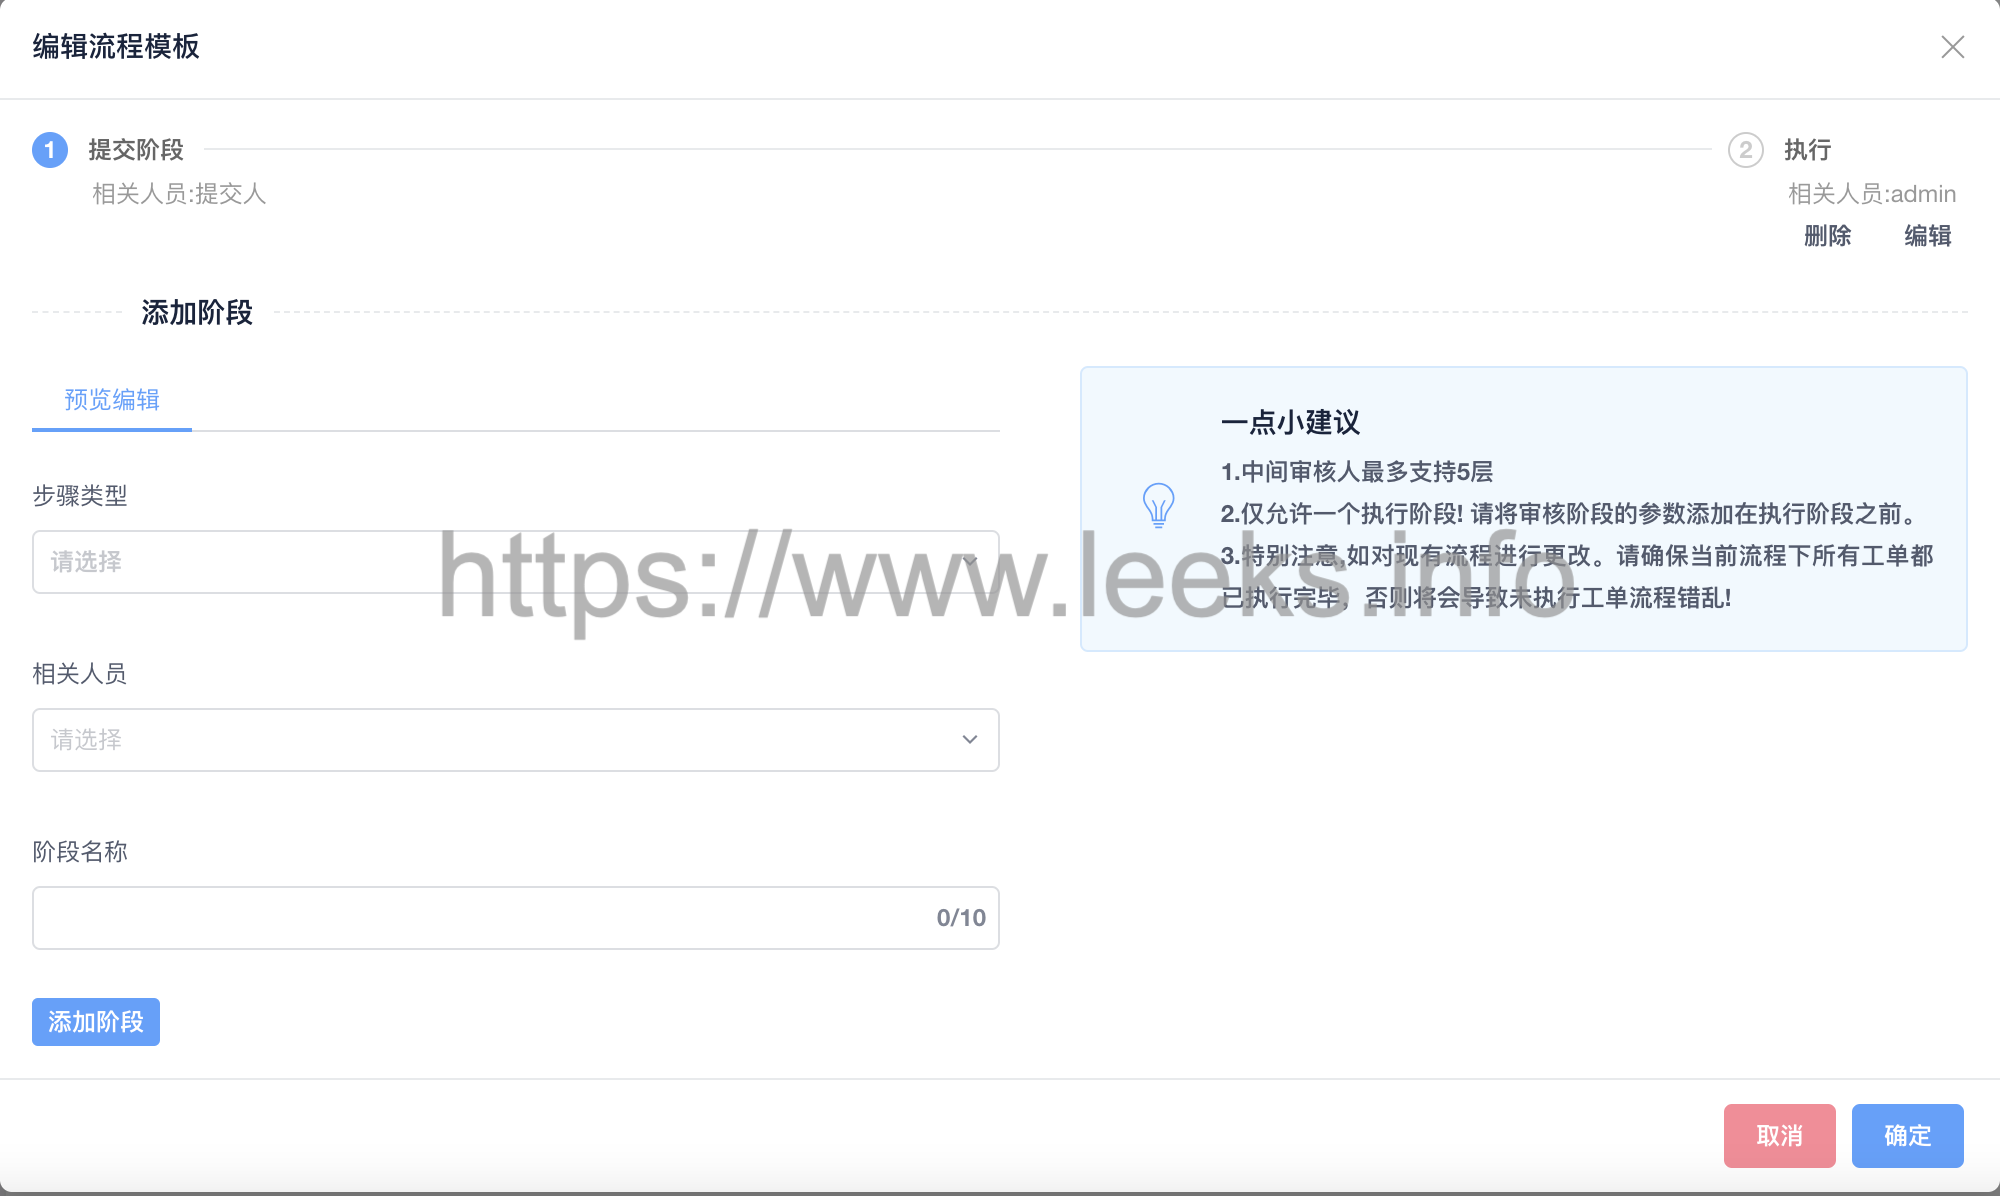 编辑流程模板
1 提交阶段
相关人员:提交人
2 执行
相关人员:admin
删除 编辑
添加阶段
预览编辑
步骤类型
请选择
相关人员
请选择
阶段名称
0/10
添加阶段
一点小建议
1.中间审核人最多支持5层
2.仅允许一个执行阶段! 请将审核阶段的参数添加在执行阶段之前。
3.特别注意,如对现有流程进行更改。请确保当前流程下所有工单都
已执行完毕，否则将会导致未执行工单流程错乱!
https://www.leeks.info
取消 确定